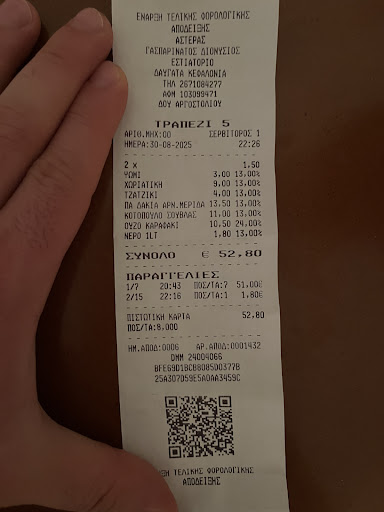 ΕΝΑΡΞΗ ΤΕΛΙΚΗΣ ΦΟΡΟΛΟΓΙΚΗΣ
ΑΠΟΔΕΙΞΗΣ
ΑΣΤΕΡΑΣ
ΓΑΣΠΑΡΙΝΑΤΟΣ ΔΙΟΝΥΣΙΟΣ
ΕΣΤΙΑΤΟΡΙΟ
ΔΑΥΓΑΤΑ ΚΕΦΑΛΟΝΙΑ
ΤΗΛ 2671084277
ΑΦΜ 103099471
ΔΟΥ ΑΡΓΟΣΤΟΛΙΟΥ
ΤΡΑΠΕΖΙ 5
ΑΡΙΘ.ΜΗΧ:00 ΣΕΡΒΙΤΟΡΟΣ 1
ΗΜΕΡΑ:30-08-2025 22:26
2 x 1,50
ΨΩΜΙ 3,00 13,00%
ΧΩΡΙΑΤΙΚΗ 9,00 13,00%
ΤΖΑΤΖΙΚΙ 4,00 13,00%
ΠΑ ΔΑΚΙΑ ΑΡΝ.ΜΕΡΙΔΑ 13,50 13,00%
ΚΟΤΟΠΟΥΛΟ ΣΟΥΒΛΑΣ 11,00 13,00%
ΟΥΖΟ ΚΑΡΑΦΑΚΙ 10,50 24,00%
ΝΕΡΟ 1LT 1,80 13,00%
ΣΥΝΟΛΟ € 52,80
ΠΑΡΑΓΓΕΛΙΕΣ
1/7 20:43 ΠΟΣ/ΤΑ:7 51,00€
2/15 22:16 ΠΟΣ/ΤΑ:1 1,80€
ΠΙΣΤΩΤΙΚΗ ΚΑΡΤΑ 52,80
ΠΟΣ/ΤΑ:8,000
ΗΜ.ΑΠΟΔ:0006 ΑΡ.ΑΠΟΔ:0001432
DMM 24004066
ΤΕΛΙΚΗΣ ΦΟΡΟΛΟΓΙΚΗΣ
ΑΠΟΔΕΙΞΗΣ